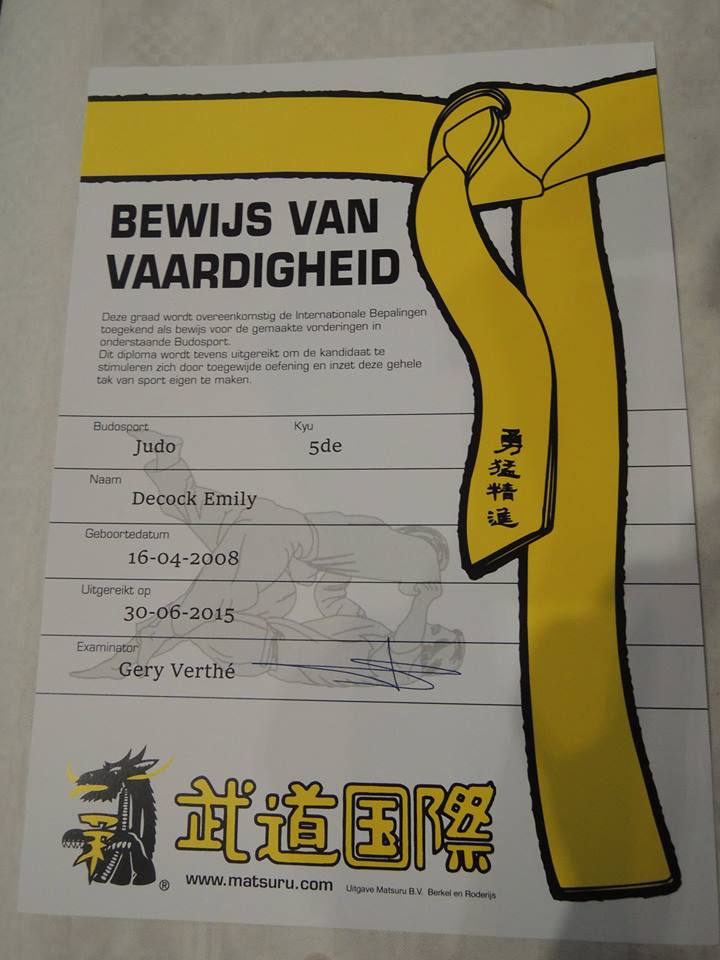 BEWIJS VAN
VAARDIGHEID
Deze graad wordt overeenkomstig de Internationale Bepalingen
toegekend als bewijs voor de gemaakte vorderingen in
onderstaande Budosport.
Dit diploma wordt tevens uitgereikt om de kandidaat te
stimuleren zich door toegewijde oefening en inzet deze gehele
tak van sport eigen te maken.
Budosport
Kyu
Judo
5de
Naam
Decock Emily
Geboortedatum
16-04-2008
Uitgereikt op
30-06-2015
Examinator
Gery Verthé
勇猛精進
武道国際
®
www.matsuru.com
Uitgave Matsuru B.V. Berkel en Roderijs